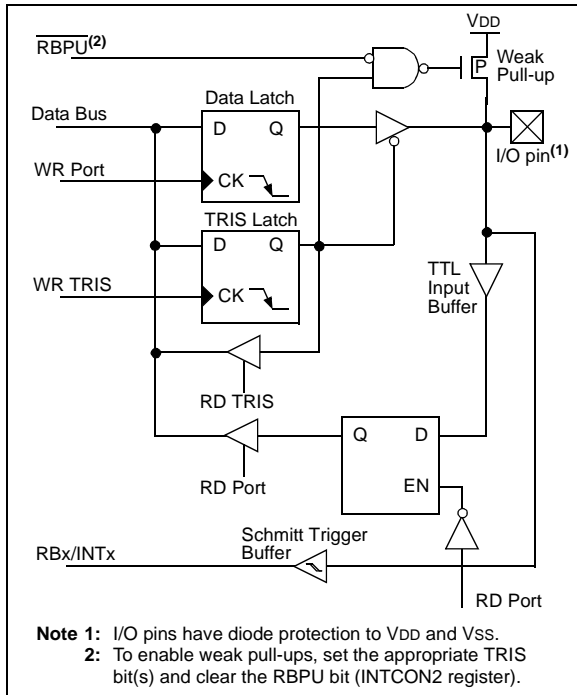 VDD
RBPU(2)
P
Weak
Pull-up
Data Latch
Data Bus
D Q
I/O pin(1)
WR Port
CK
TRIS Latch
D Q
TTL
Input
Buffer
WR TRIS
CK
RD TRIS
Q D
RD Port
EN
Schmitt Trigger
Buffer
RBx/INTx
RD Port
Note 1: I/O pins have diode protection to VDD and VSS.
2: To enable weak pull-ups, set the appropriate TRIS
bit(s) and clear the RBPU bit (INTCON2 register).